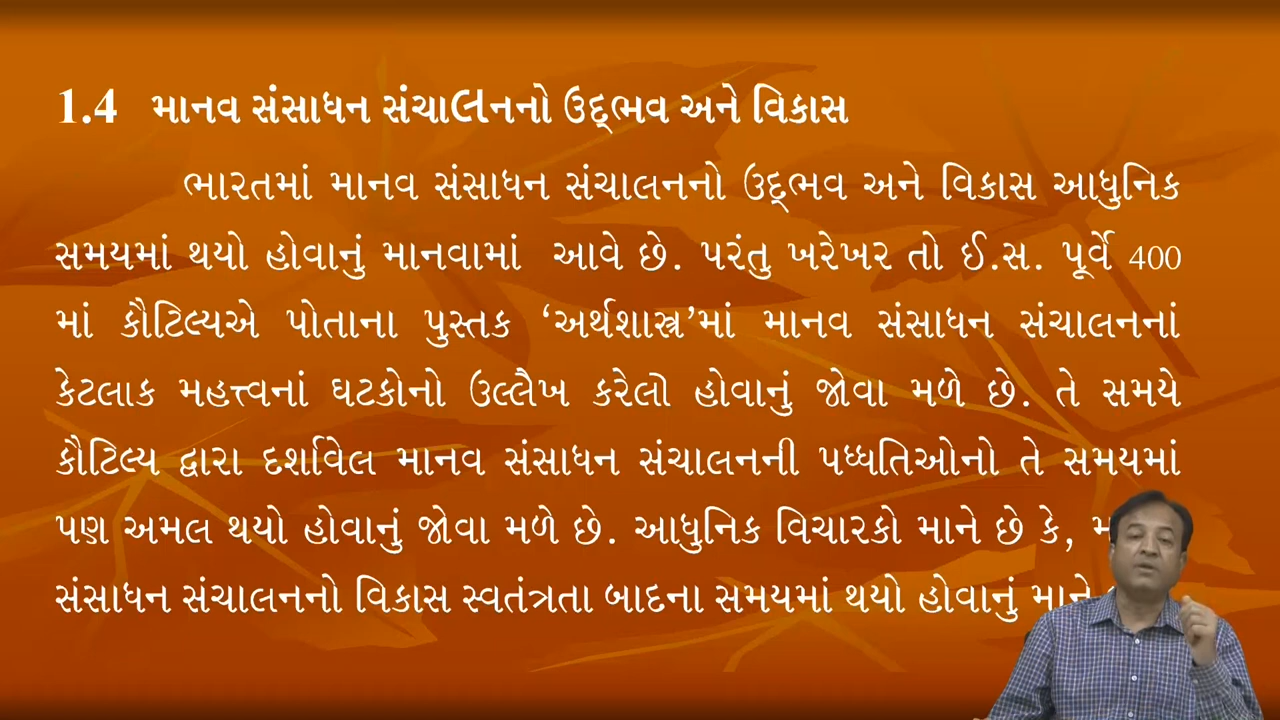 1.4 માનવ સંસાધન સંચાલનનો ઉદ્‌ભવ અને વિકાસ
ભારતમાં માનવ સંસાધન સંચાલનનો ઉદ્‌ભવ અને વિકાસ આધુનિક
સમયમાં થયો હોવાનું માનવામાં આવે છે. પરંતુ ખરેખર તો ઈ.સ. પૂર્વે 400
માં કૌટિલ્યએ પોતાના પુસ્તક ‘અર્થશાસ્ત્ર’માં માનવ સંસાધન સંચાલનનાં
કેટલાક મહત્ત્વનાં ઘટકોનો ઉલ્લેખ કરેલો હોવાનું જોવા મળે છે. તે સમયે
કૌટિલ્ય દ્વારા દર્શાવેલ માનવ સંસાધન સંચાલનની પધ્ધતિઓનો તે સમયમાં
પણ અમલ થયો હોવાનું જોવા મળે છે. આધુનિક વિચારકો માને છે કે,
સંસાધન સંચાલનનો વિકાસ સ્વતંત્રતા બાદના સમયમાં થયો હોવાનું માને